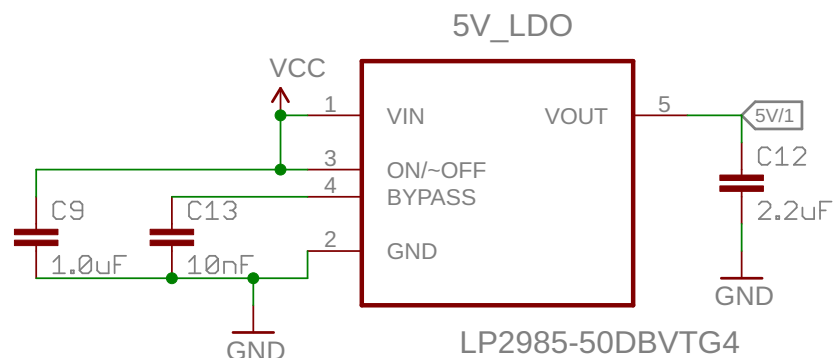 5V_LDO
VCC
1 VIN VOUT 5 5V/1
3 ON/~OFF
4 BYPASS
C9 C13 C12
2.2uF
2 GND
1.0uF 10nF
GND
GND
LP2985-50DBVTG4